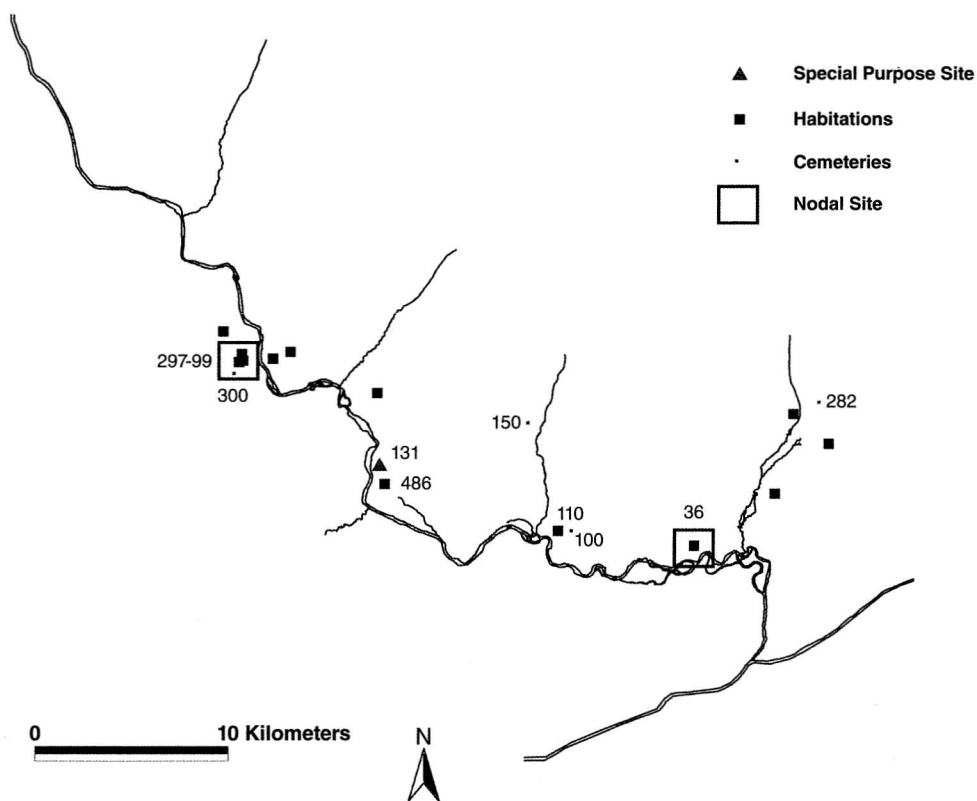 Special Purpose Site
Habitations
Cemeteries
Nodal Site
297-99
300
131
486
150
282
110
100
36
0 10 Kilometers
N